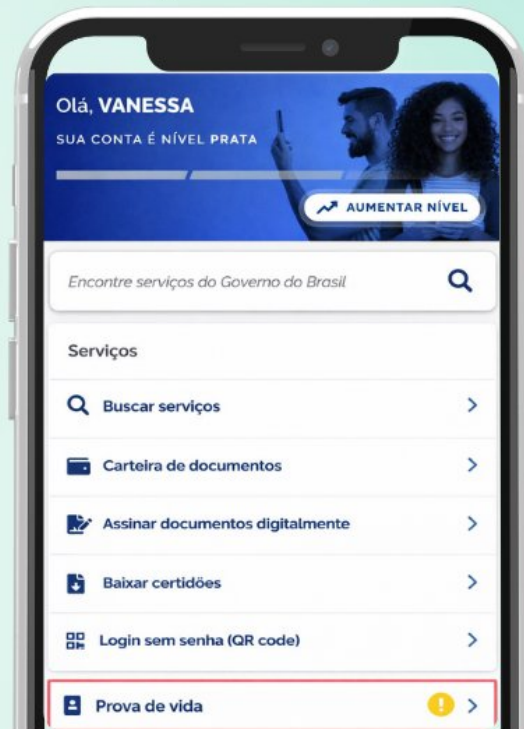 Olá, VANESSA
SUA CONTA É NÍVEL PRATA
AUMENTAR NÍVEL
Encontre serviços do Governo do Brasil
Serviços
Buscar serviços
Carteira de documentos
Assinar documentos digitalmente
Baixar certidões
Login sem senha (QR code)
Prova de vida